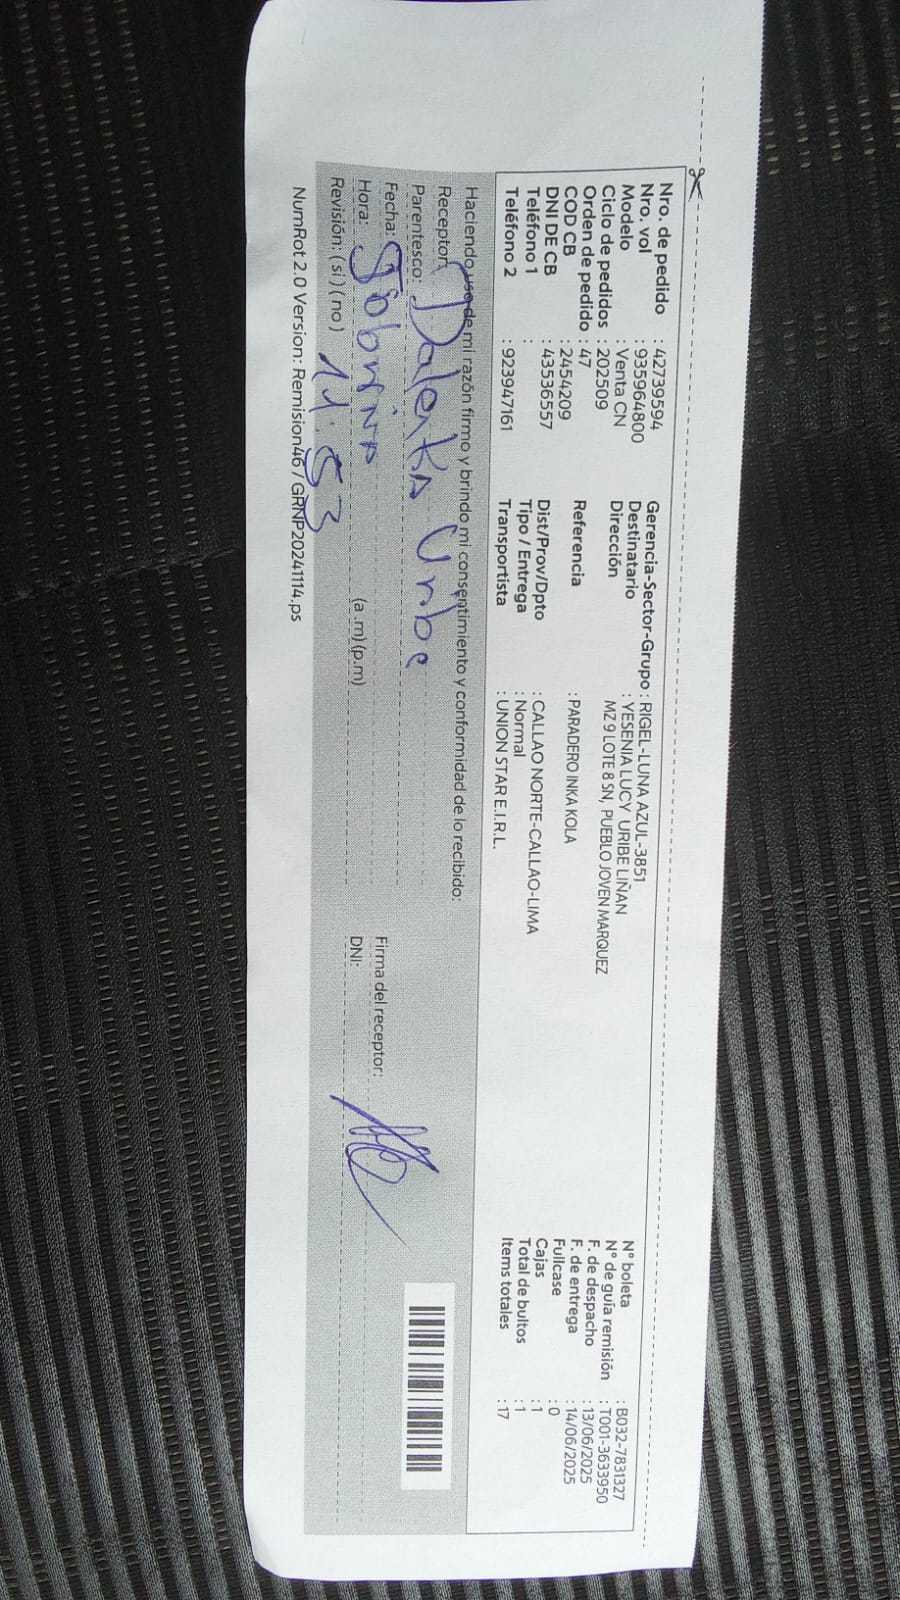 Nro. de pedido : 42739594
Nro. vol : 935964800
Modelo : Venta CN
Ciclo de pedidos : 202509
Orden de pedido : 47
COD CB : 2454209
DNI DE CB : 43536557
Teléfono 1 :
Teléfono 2 : 923947161
Gerencia-Sector-Grupo : RIGEL-LUNA AZUL-3851
Destinatario : YESENIA LUCY URIBE LIÑAN
Dirección MZ 9 LOTE 8 SN, PUEBLO JOVEN MARQUEZ
Referencia : PARADERO INKA KOLA
Dist/Prov/Dpto : CALLAO NORTE-CALLAO-LIMA
Tipo / Entrega : Normal
Transportista : UNION STAR E.I.R.L.
N° boleta : B032-7831327
N° de guía remisión : T001-3633950
F. de despacho : 13/06/2025
F. de entrega : 14/06/2025
Fullcase : 0
Cajas : 1
Total de bultos : 1
Items totales : 17
Haciendo uso de mi razón firmo y brindo mi consentimiento y conformidad de lo recibido:
Receptor: Uribe
Parentesco: Sobrina
Fecha:
Hora: 11:53 (a.m)(p.m)
Revisión: (si) (no)
Firma del receptor:
DNI:
NumRot.2.0 Version: Remision46 / GRNP20241114.ps